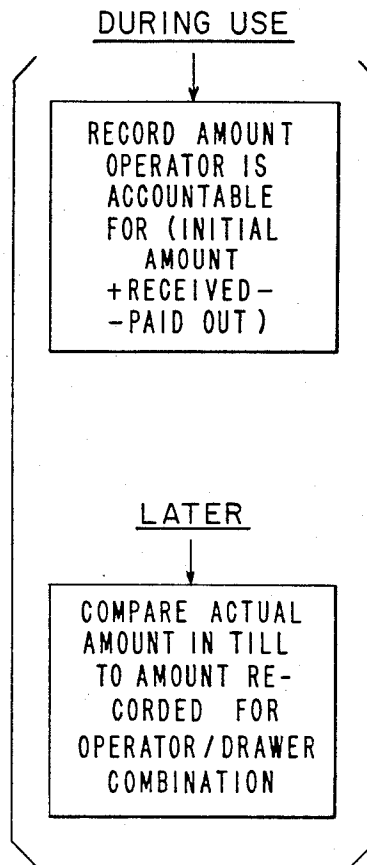 DURING USE
RECORD AMOUNT
OPERATOR IS
ACCOUNTABLE
FOR (INITIAL
AMOUNT
+RECEIVED-
-PAID OUT)
LATER
COMPARE ACTUAL
AMOUNT IN TILL
TO AMOUNT RE-
CORDED FOR
OPERATOR/DRAWER
COMBINATION